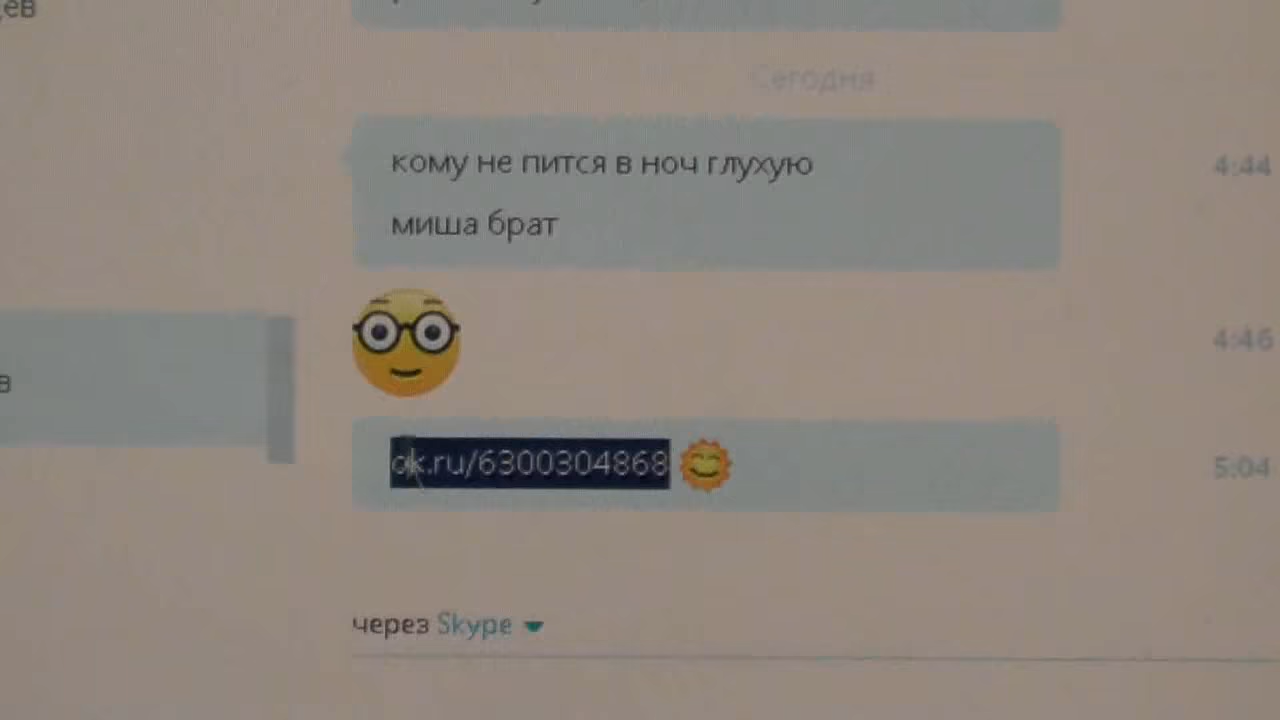 Сегодня
кому не пится в ноч глухую
4:44
миша брат
4:46
ok.ru/6300304868
5:04
через Skype